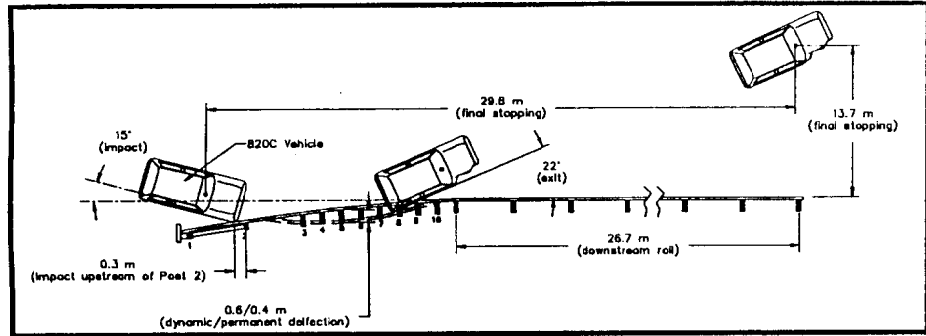 29.8 m
(final stopping)
13.7 m
(final stopping)
15°
(impact)
820C Vehicle
22°
(exit)
1
2
3
4
5
6
7
8
9
10
26.7 m
(downstream rail)
0.3 m
(impact upstream of Post 2)
0.6/0.4 m
(dynamic/permanent deflection)